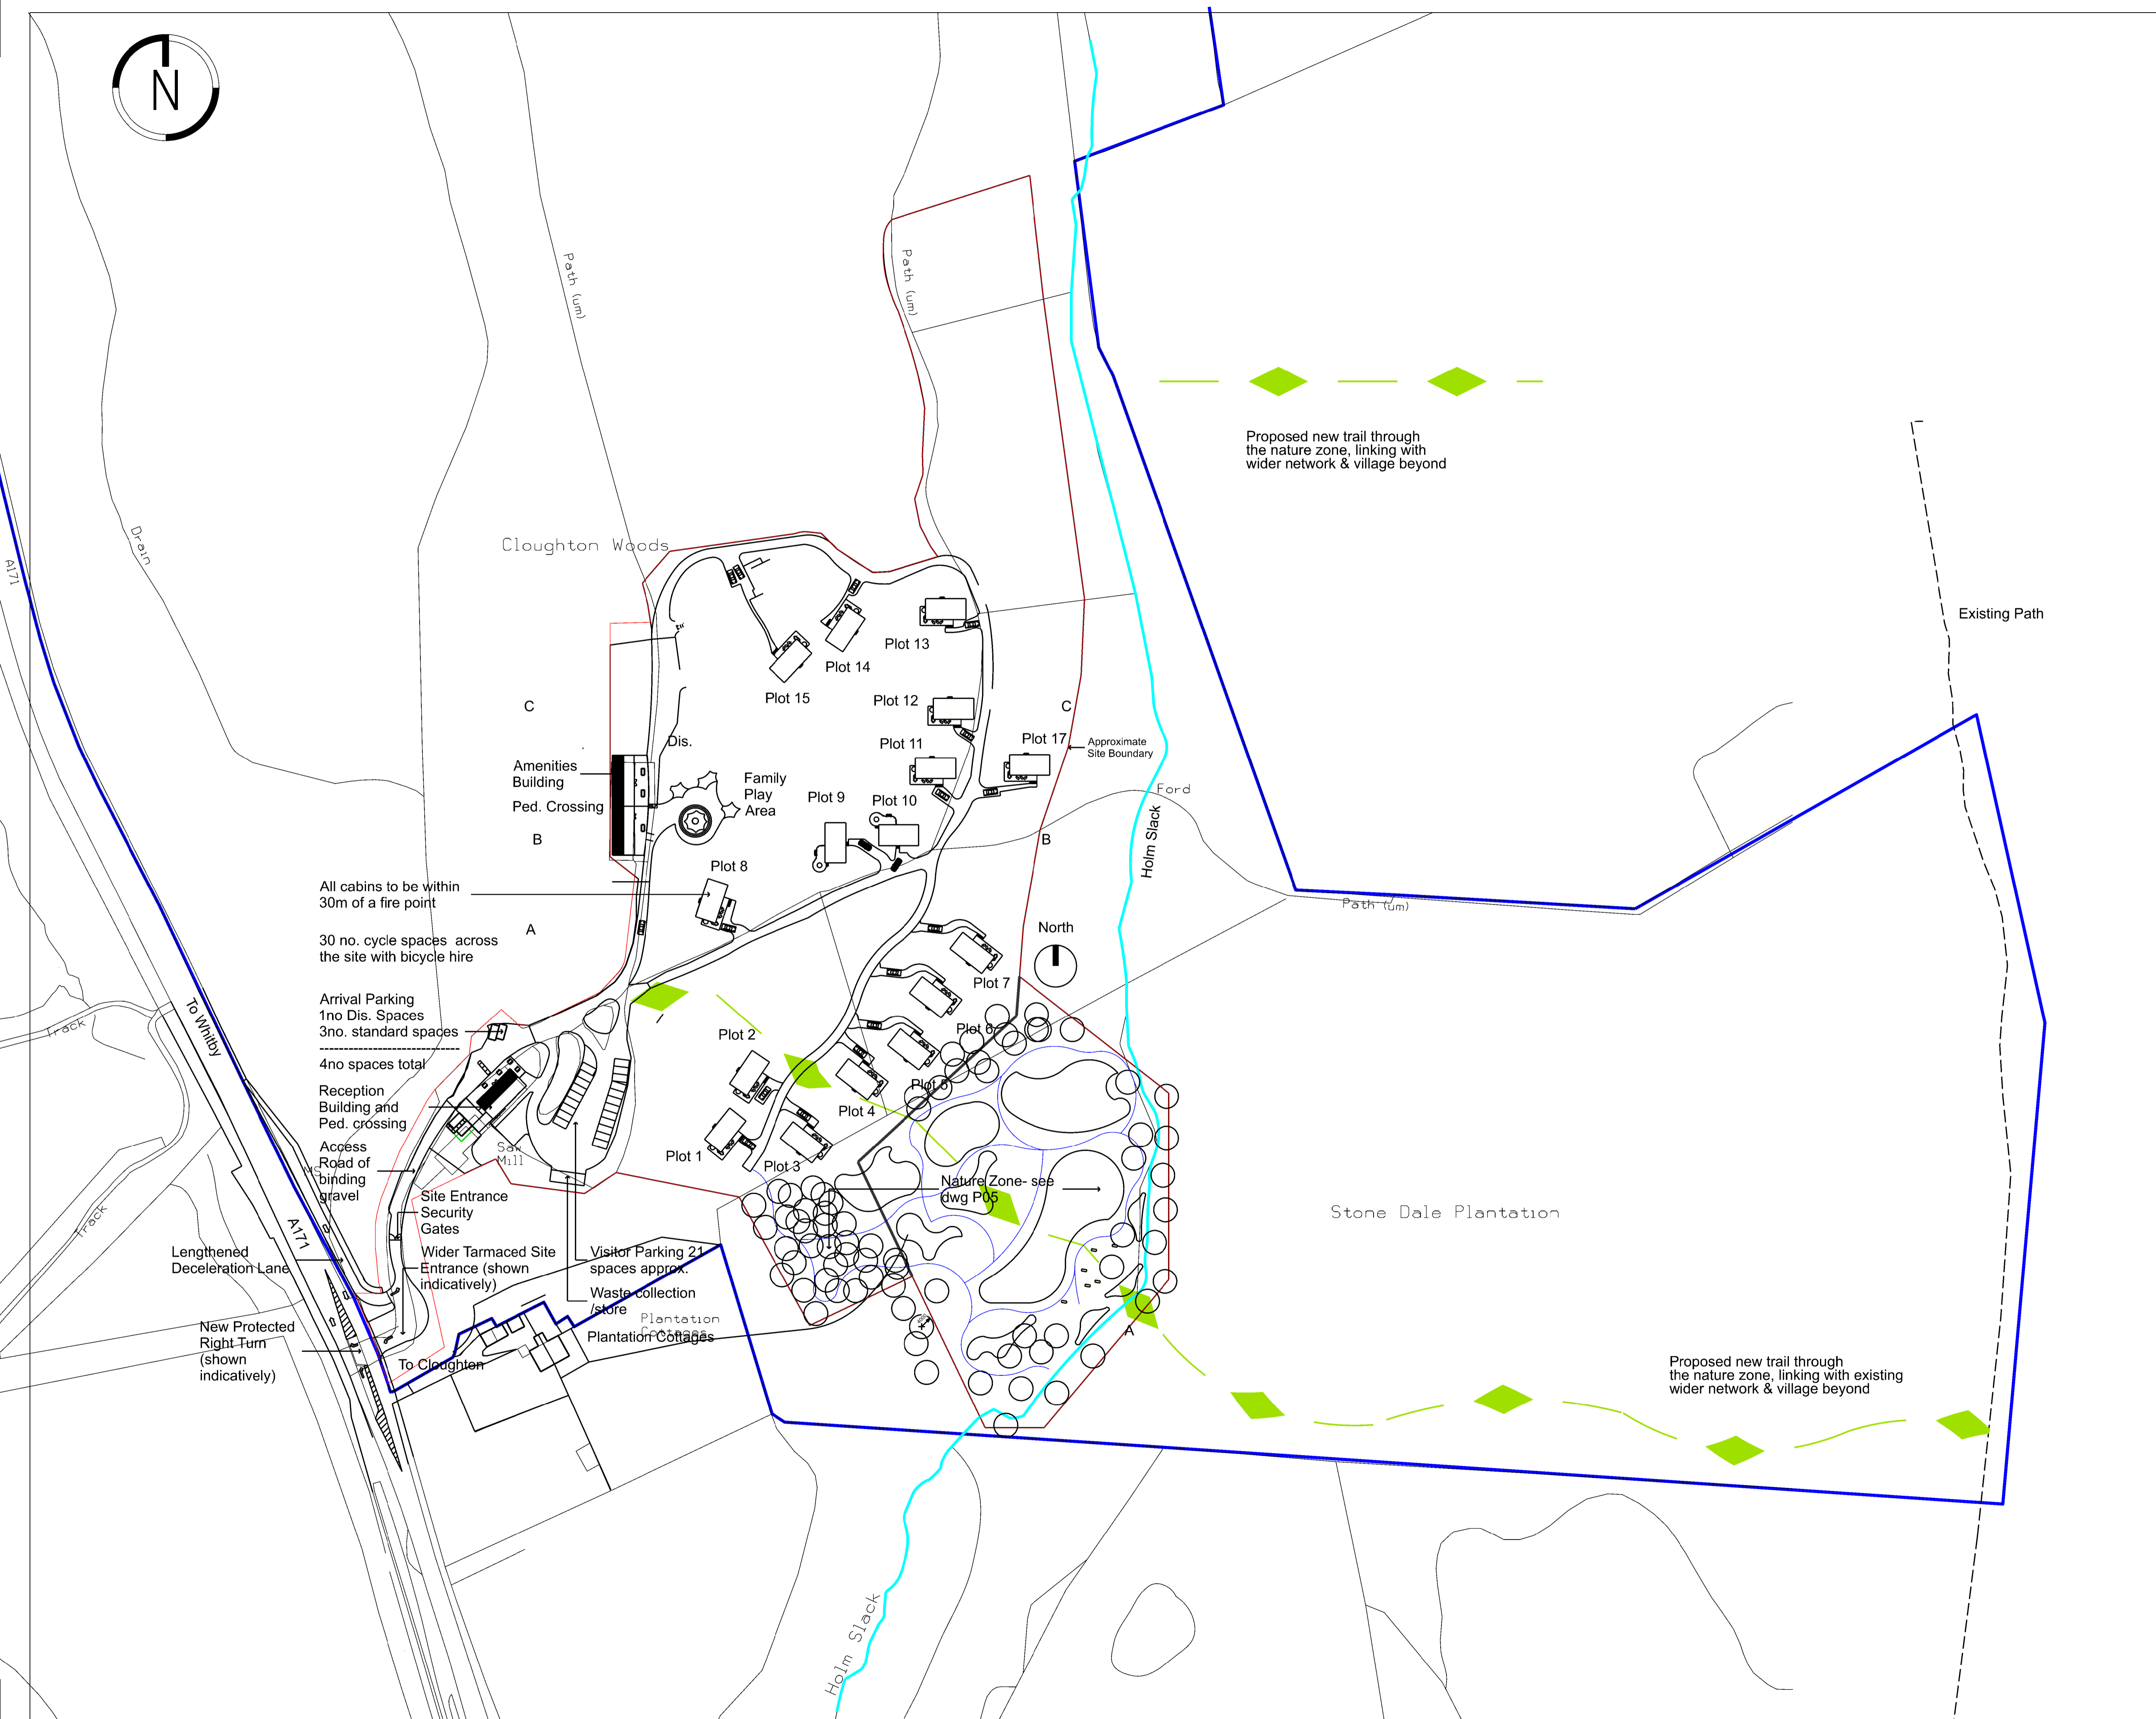 N
Path (um)
Path (um)
Proposed new trail through
the nature zone, linking with
wider network & village beyond
Drain
Cloughton Woods
A171
Existing Path
Plot 13
Plot 14
Plot 15
Plot 12
C
C
Dis.
Plot 11
Plot 17
Approximate
Site Boundary
Amenities
Building
Ped. Crossing
Family
Play
Area
Plot 9
Plot 10
Ford
Holm Slack
B
B
Plot 8
All cabins to be within
30m of a fire point
Path (um)
A
30 no. cycle spaces across
the site with bicycle hire
North
Plot 7
Arrival Parking
1no Dis. Spaces
3no. standard spaces
4no spaces total
To Whitby
Track
Plot 2
Plot 6
Reception
Building and
Ped. crossing
Plot 5
Plot 4
Access
Road of
binding
gravel
MS
Saw
Mill
Plot 1
Plot 3
Nature Zone- see
dwg P05
Site Entrance
Security
Gates
Stone Dale Plantation
Track
A171
Lengthened
Deceleration Lane
Wider Tarmaced Site
Entrance (shown
indicatively)
Visitor Parking 21
spaces approx.
Waste collection
/store
Plantation
Cottages
Plantation Cottages
New Protected
Right Turn
(shown
indicatively)
To Cloughton
A
Proposed new trail through
the nature zone, linking with existing
wider network & village beyond
Holm Slack